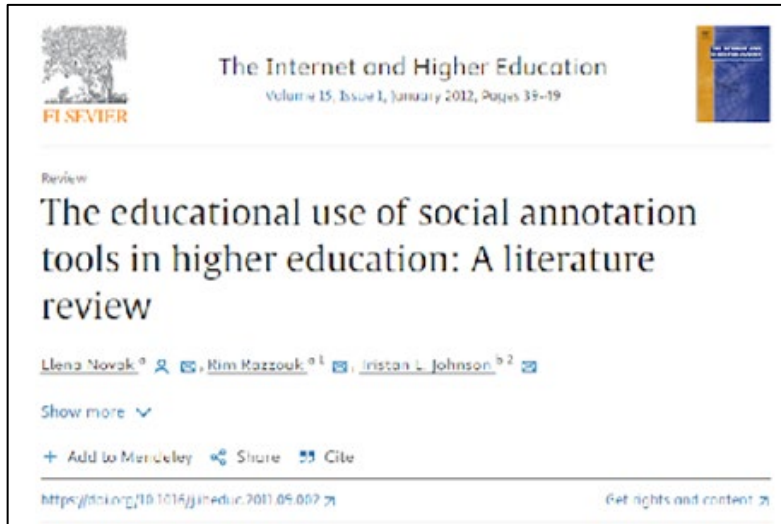 The Internet and Higher Education
Volume 15, Issue 1, January 2012, Pages 39–49
ELSEVIER
Review
The educational use of social annotation
tools in higher education: A literature
review
Elena Novak a, Rim Razzouk a 1, Tristan L. Johnson b 2
Show more
Add to Mendeley Share Cite
https://doi.org/10.1016/j.iheduc.2011.09.002 Get rights and content